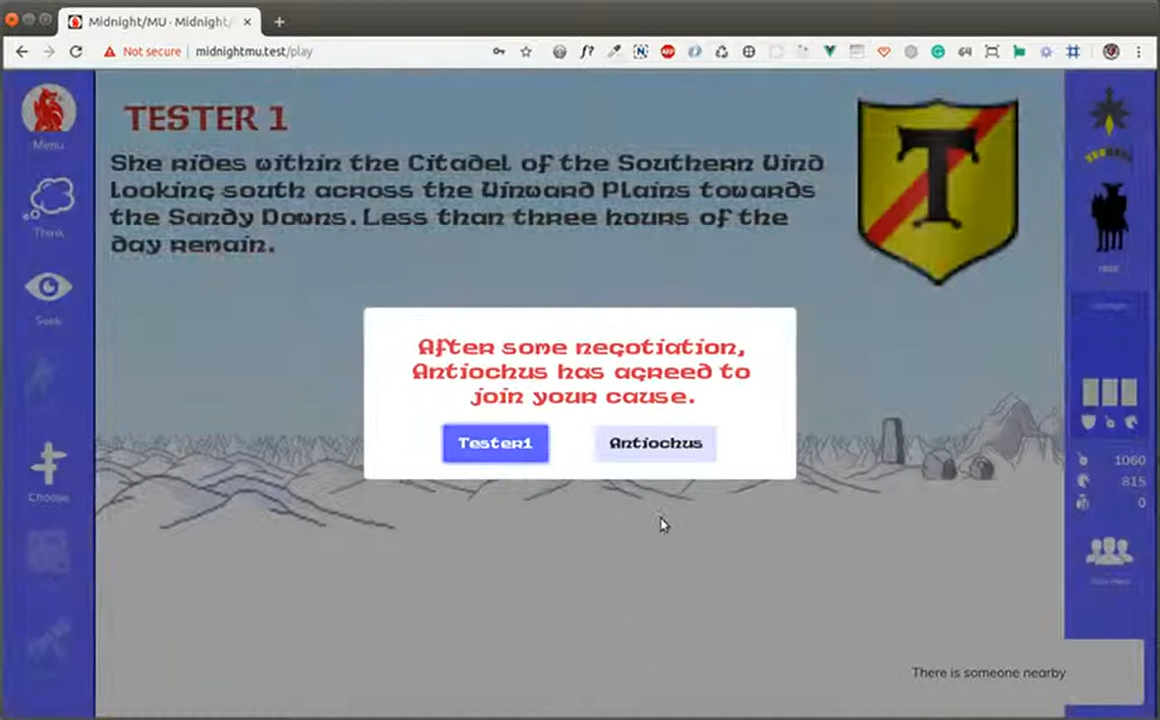 Midnight/MU - Midnight/
Not secure
midnightmu.test/play
Menu
Think
Seek
Choose
TESTER 1
She rides within the Citadel of the Southern Wind
looking south across the Winward Plains towards
the Sandy Downs. Less than three hours of the
day remain.
T
After some negotiation,
Antiochus has agreed to
join your cause.
Tester1
Antiochus
1060
815
0
There is someone nearby